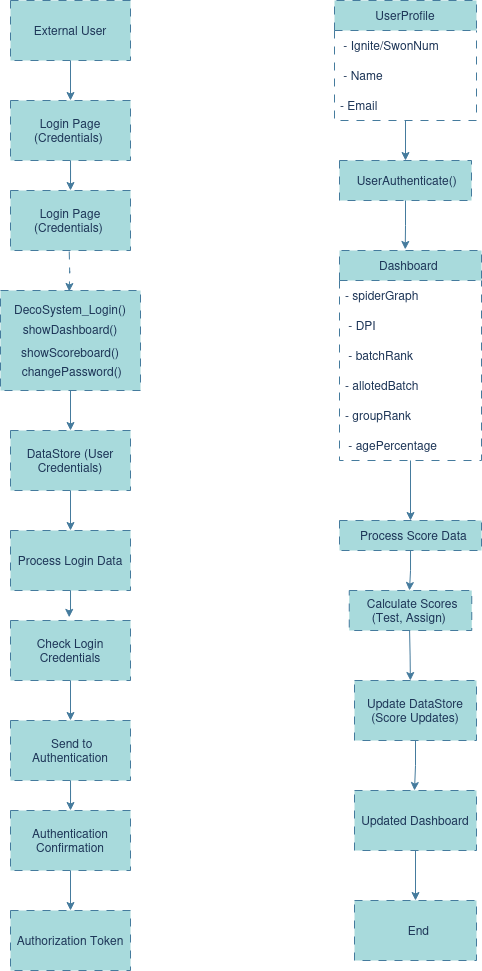 External User
Login Page
(Credentials)
Login Page
(Credentials)
DecoSystem_Login()
showDashboard()
showScoreboard()
changePassword()
DataStore (User
Credentials)
Process Login Data
Check Login
Credentials
Send to
Authentication
Authentication
Confirmation
Authorization Token
UserProfile
- Ignite/SwonNum
- Name
- Email
UserAuthenticate()
Dashboard
- spiderGraph
- DPI
- batchRank
- allotedBatch
- groupRank
- agePercentage
Process Score Data
Calculate Scores
(Test, Assign)
Update DataStore
(Score Updates)
Updated Dashboard
End